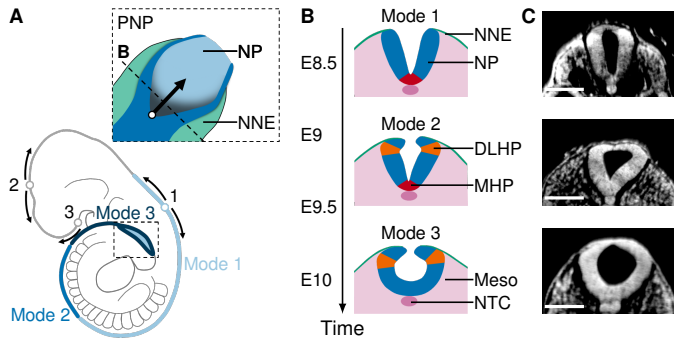 A
PNP
B
NP
NNE
2
3
1
Mode 3
Mode 1
Mode 2
B
Mode 1
E8.5
NNE
NP
E9
Mode 2
DLHP
MHP
E9.5
Mode 3
E10
Meso
NTC
Time
C